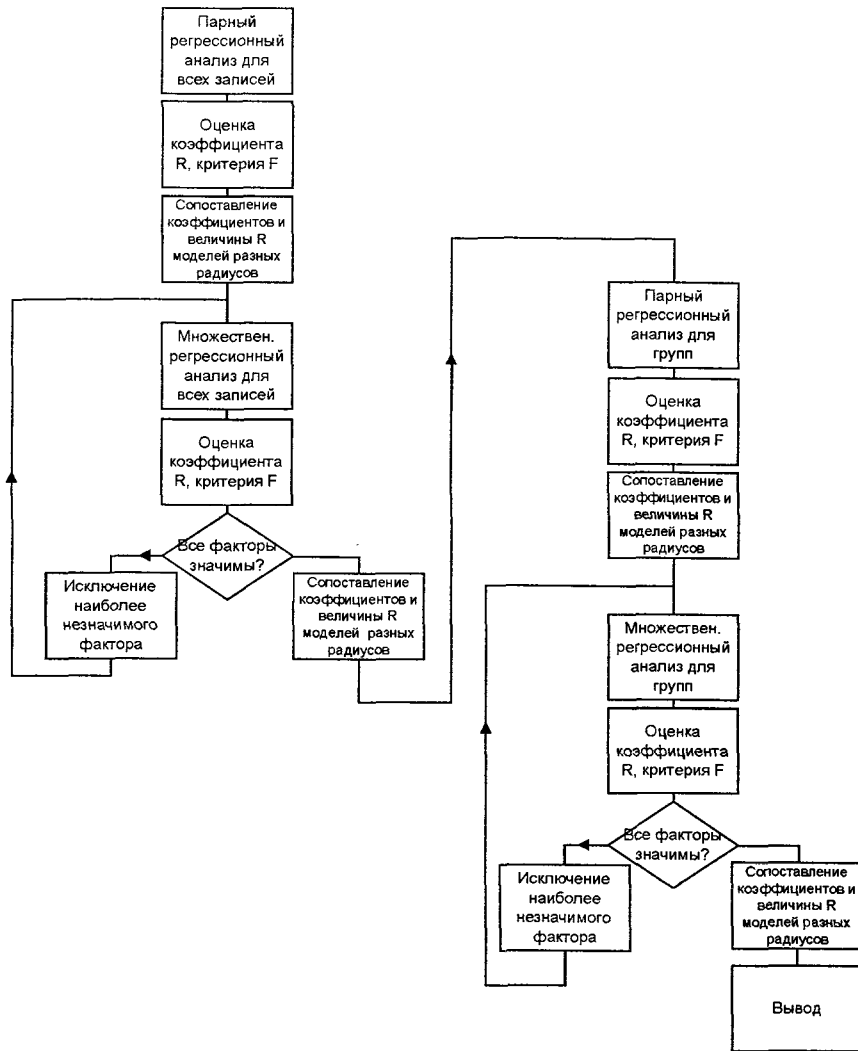 Парный
регрессионный
анализ для
всех записей
Оценка
коэффициента
R, критерия F
Сопоставление
коэффициентов и
величины R
моделей разных
радиусов
Множествен.
регрессионный
анализ для
всех записей
Оценка
коэффициента
R, критерия F
Все факторы
значимы?
Исключение
наиболее
незначимого
фактора
Сопоставление
коэффициентов и
величины R
моделей разных
радиусов
Парный
регрессионный
анализ для
групп
Оценка
коэффициента
R, критерия F
Сопоставление
коэффициентов и
величины R
моделей разных
радиусов
Множествен.
регрессионный
анализ для
групп
Оценка
коэффициента
R, критерия F
Все факторы
значимы?
Исключение
наиболее
незначимого
фактора
Сопоставление
коэффициентов и
величины R
моделей разных
радиусов
Вывод